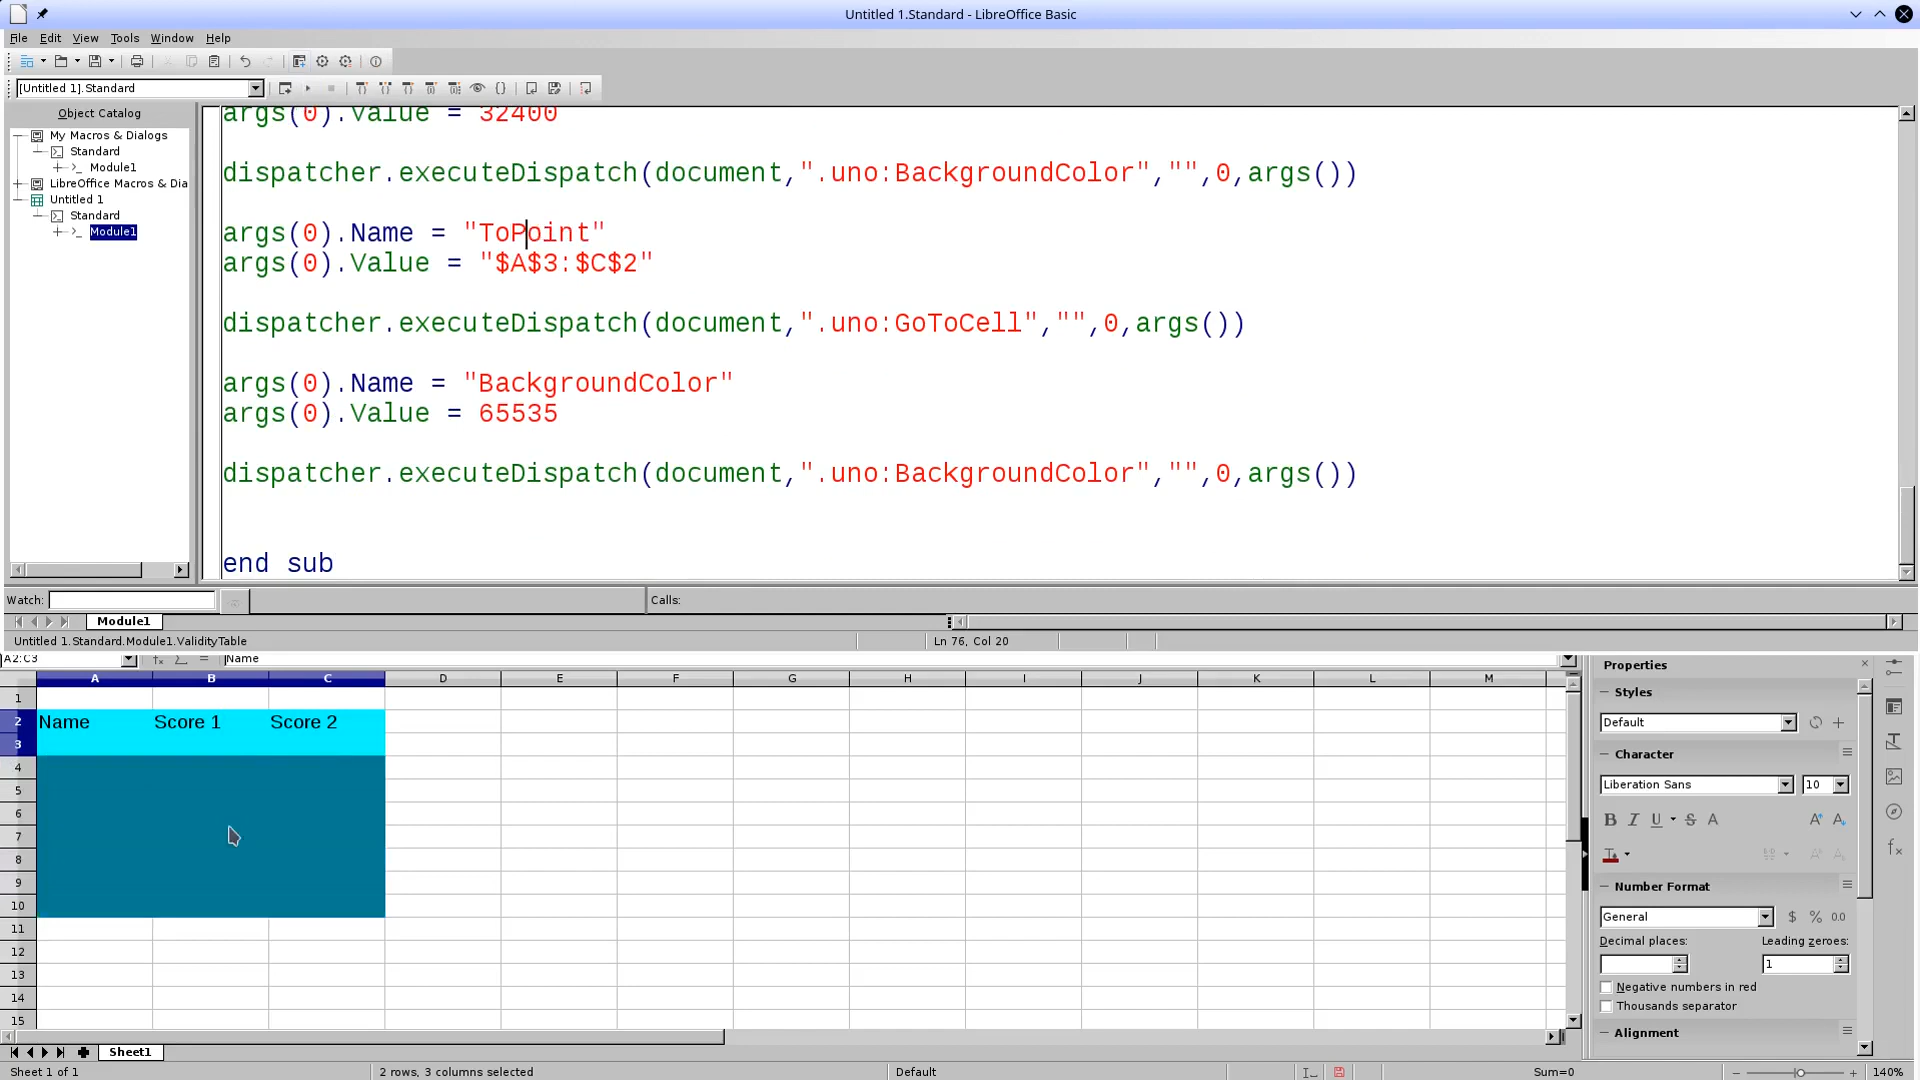 Untitled 1.Standard - LibreOffice Basic
File Edit View Tools Window Help
[Untitled 1].Standard
Object Catalog
My Macros & Dialogs
Standard
Module1
LibreOffice Macros & Dia
Untitled 1
Standard
Module1
args(0).Value = 32400
dispatcher.executeDispatch(document,".uno:BackgroundColor","",0,args())
args(0).Name = "ToPoint"
args(0).Value = "$A$3:$C$2"
dispatcher.executeDispatch(document,".uno:GoToCell","",0,args())
args(0).Name = "BackgroundColor"
args(0).Value = 65535
dispatcher.executeDispatch(document,".uno:BackgroundColor","",0,args())
end sub
Watch:
Calls:
Module1
Untitled 1.Standard.Module1.ValidityTable
Ln 76, Col 20
A2:C3
Name
A B C D E F G H I J K L M
1
2 Name Score 1 Score 2
3
4
5
6
7
8
9
10
11
12
13
14
15
Sheet1
Sheet 1 of 1
2 rows, 3 columns selected
Default
Sum=0
140%
Properties
Styles
Default
Character
Liberation Sans 10
B I U S A
Number Format
General $ % 0.0
Decimal places: Leading zeroes:
1
Negative numbers in red
Thousands separator
Alignment